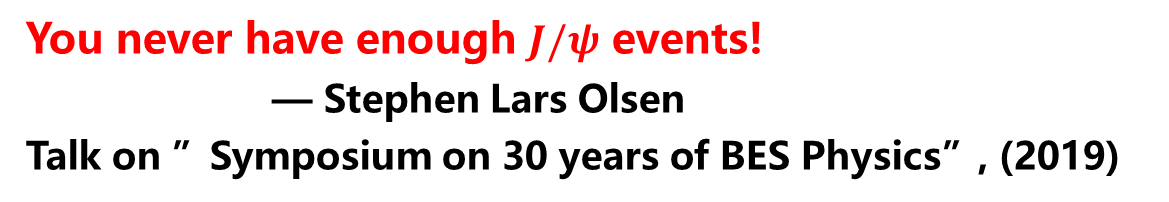 You never have enough J/ψ events!
— Stephen Lars Olsen
Talk on ” Symposium on 30 years of BES Physics”, (2019)